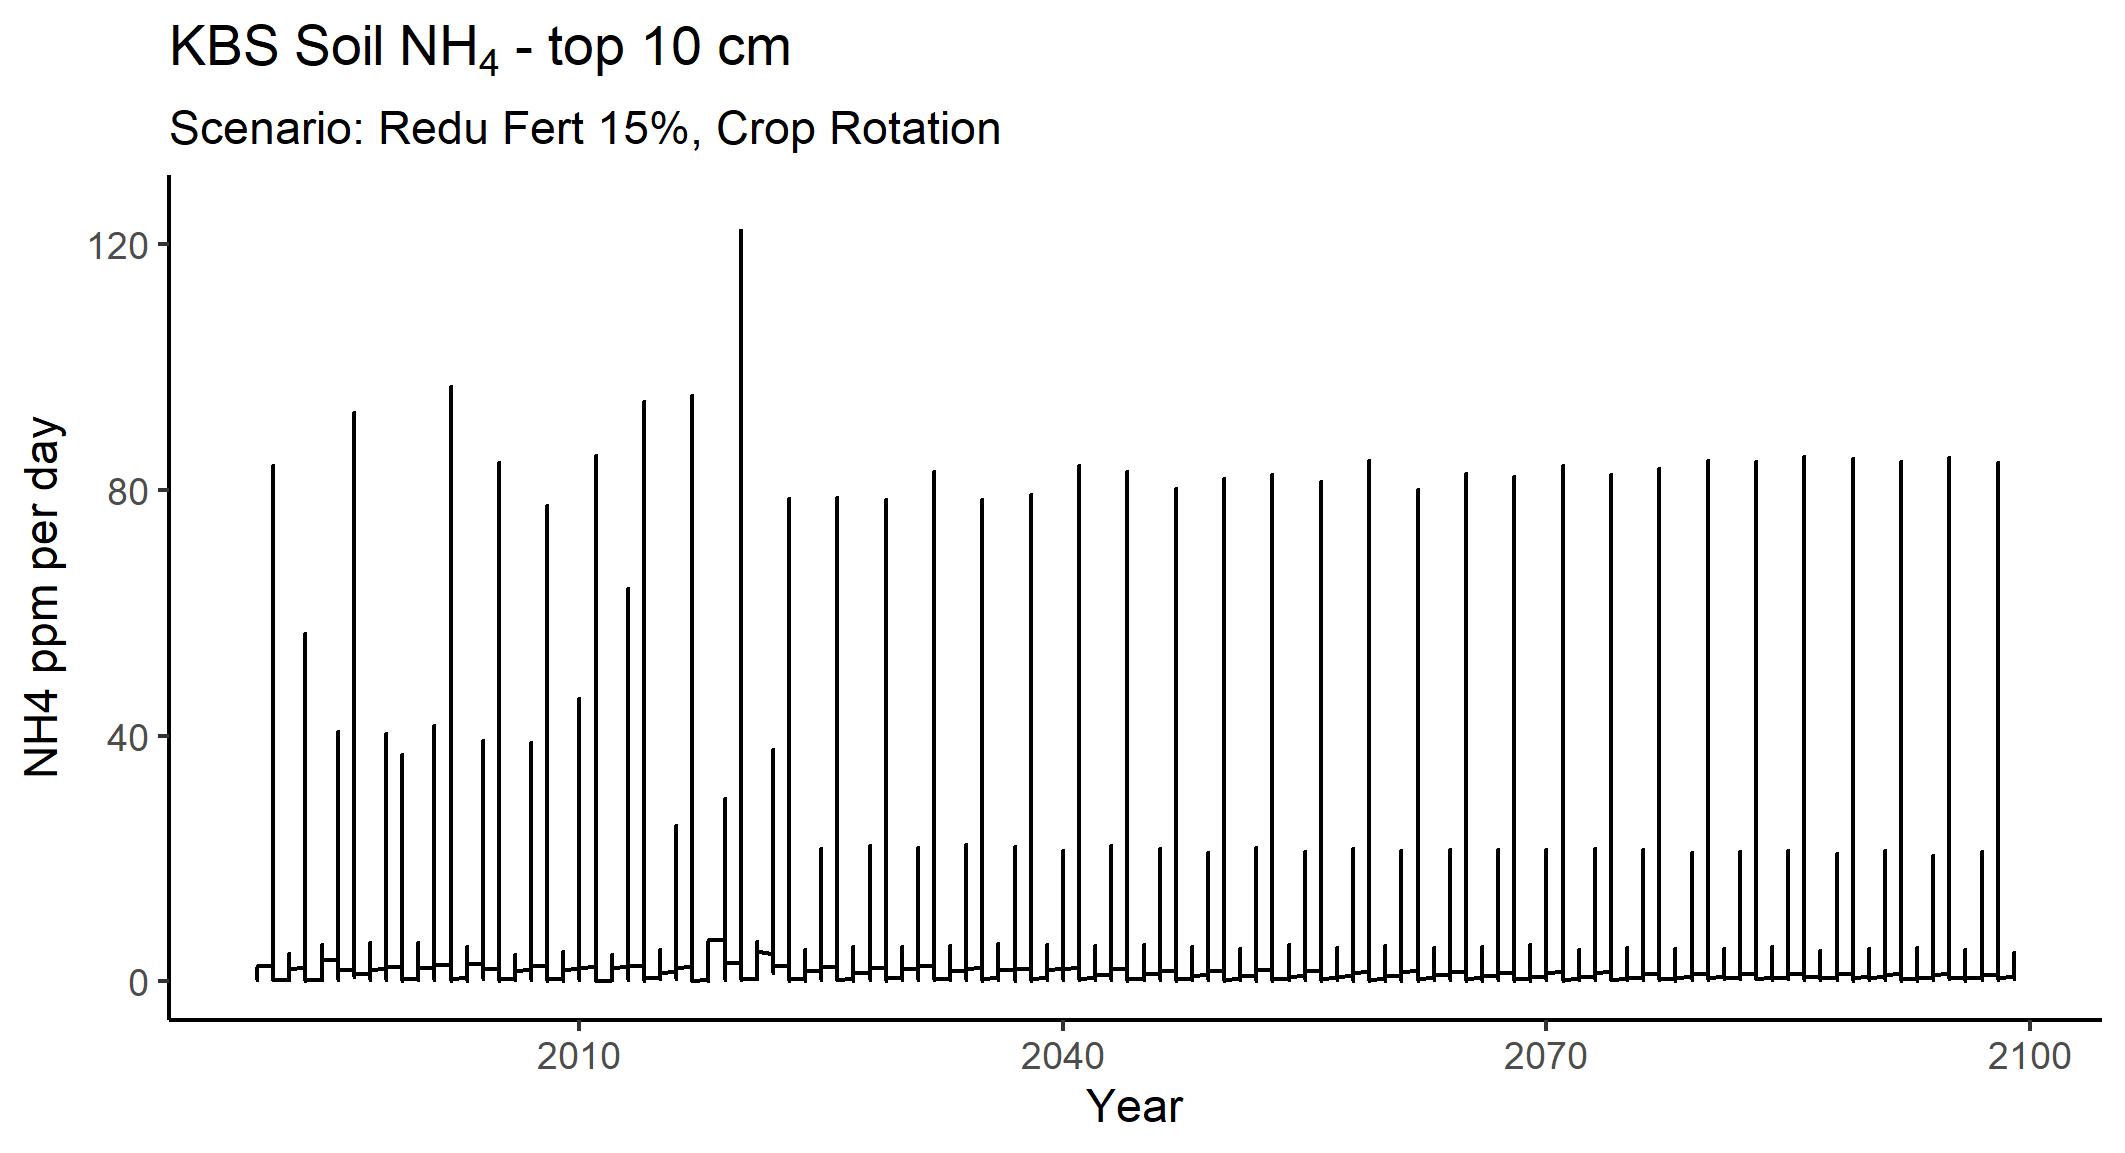 KBS Soil NH₄ - top 10 cm
Scenario: Redu Fert 15%, Crop Rotation
NH4 ppm per day
120
80
40
0
2010 2040 2070 2100
Year